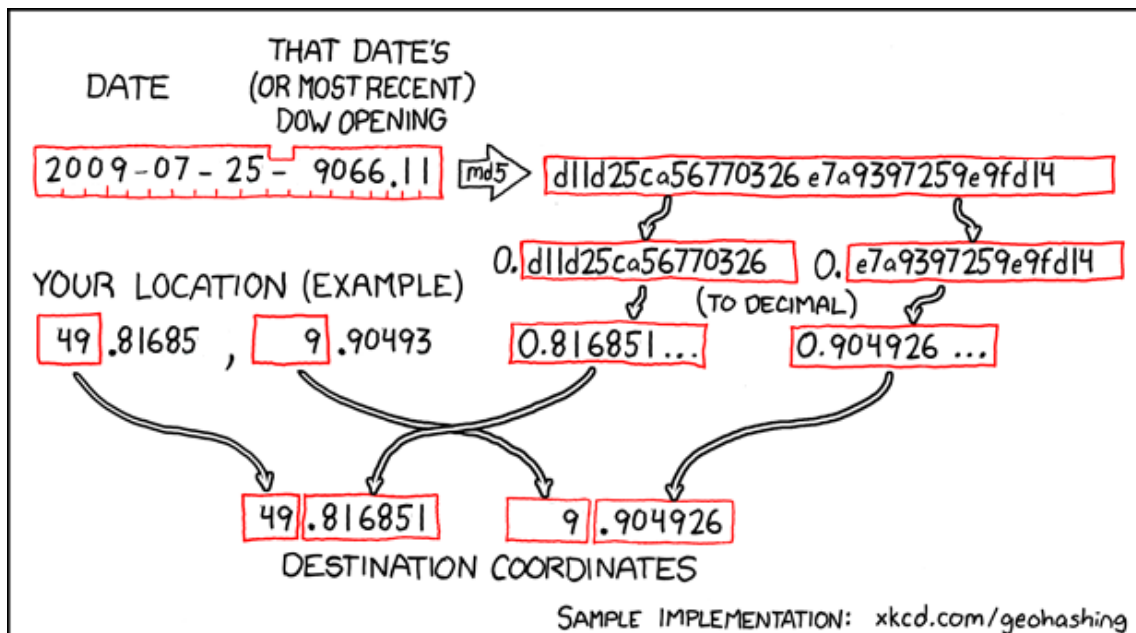 DATE
THAT DATE'S
(OR MOST RECENT)
DOW OPENING
2009-07-25- 9066.11
md5
d11d25ca56770326e7a9397259e9fd14
0.d11d25ca56770326
0.e7a9397259e9fd14
(TO DECIMAL)
YOUR LOCATION (EXAMPLE)
49.81685, 9.90493
0.816851...
0.904926...
49.816851
9.904926
DESTINATION COORDINATES
SAMPLE IMPLEMENTATION: xkcd.com/geohashing